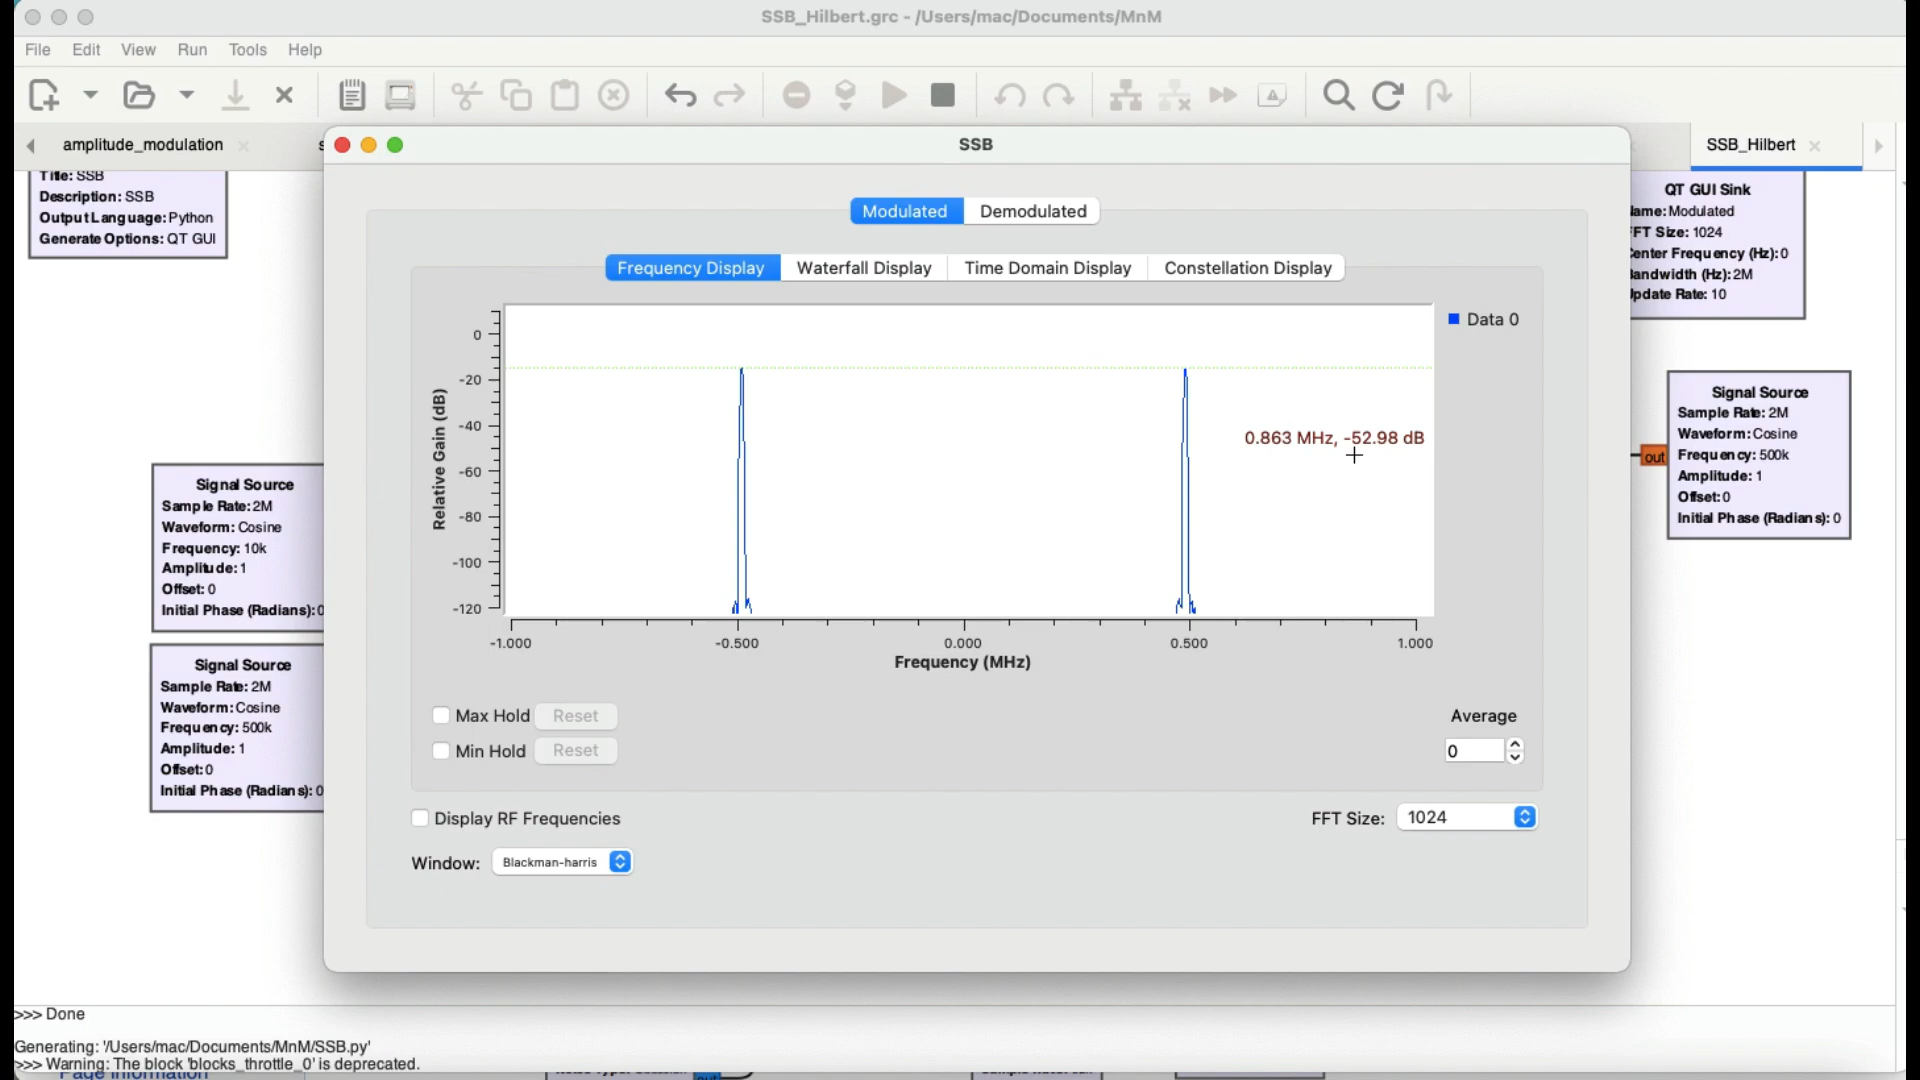 SSB_Hilbert.grc - /Users/mac/Documents/MnM
File Edit View Run Tools Help
amplitude_modulation
SSB
SSB_Hilbert
Title: SSB
Description: SSB
Output Language: Python
Generate Options: QT GUI
Modulated Demodulated
QT GUI Sink
Name: Modulated
FFT Size: 1024
Center Frequency (Hz): 0
Bandwidth (Hz): 2M
Update Rate: 10
Frequency Display Waterfall Display Time Domain Display Constellation Display
Data 0
Relative Gain (dB)
0
-20
-40
-60
-80
-100
-120
0.863 MHz, -52.98 dB
-1.000 -0.500 0.000 0.500 1.000
Frequency (MHz)
Signal Source
Sample Rate: 2M
Waveform: Cosine
Frequency: 10k
Amplitude: 1
Offset: 0
Initial Phase (Radians): 0
Signal Source
Sample Rate: 2M
Waveform: Cosine
Frequency: 500k
Amplitude: 1
Offset: 0
Initial Phase (Radians): 0
out
Signal Source
Sample Rate: 2M
Waveform: Cosine
Frequency: 500k
Amplitude: 1
Offset: 0
Initial Phase (Radians): 0
Max Hold Reset
Min Hold Reset
Average
0
Display RF Frequencies
FFT Size: 1024
Window: Blackman-harris
>>> Done
Generating: '/Users/mac/Documents/MnM/SSB.py'
>>> Warning: The block 'blocks_throttle_0' is deprecated.
Page Information
out